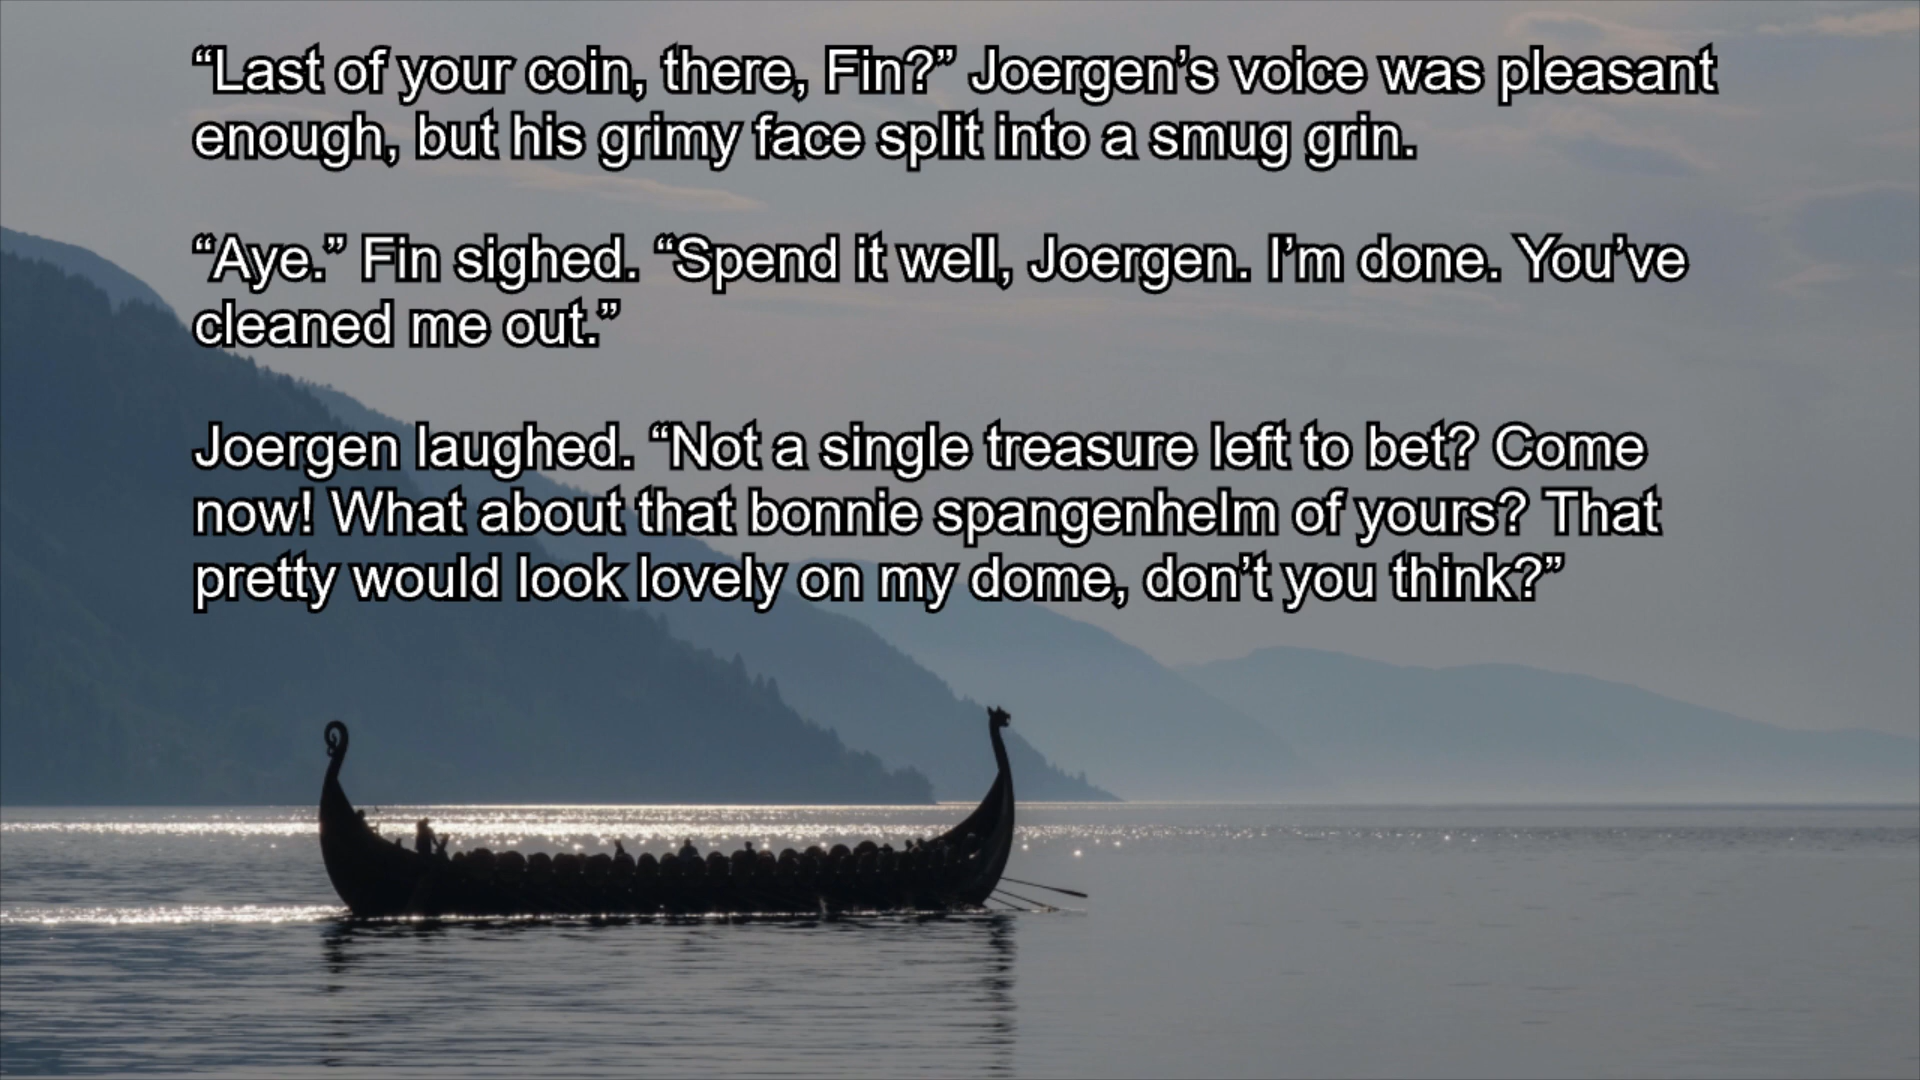 “Last of your coin, there, Fin?” Joergen’s voice was pleasant
enough, but his grimy face split into a smug grin.
“Aye.” Fin sighed. “Spend it well, Joergen. I’m done. You’ve
cleaned me out.”
Joergen laughed. “Not a single treasure left to bet? Come
now! What about that bonnie spangenhelm of yours? That
pretty would look lovely on my dome, don’t you think?”